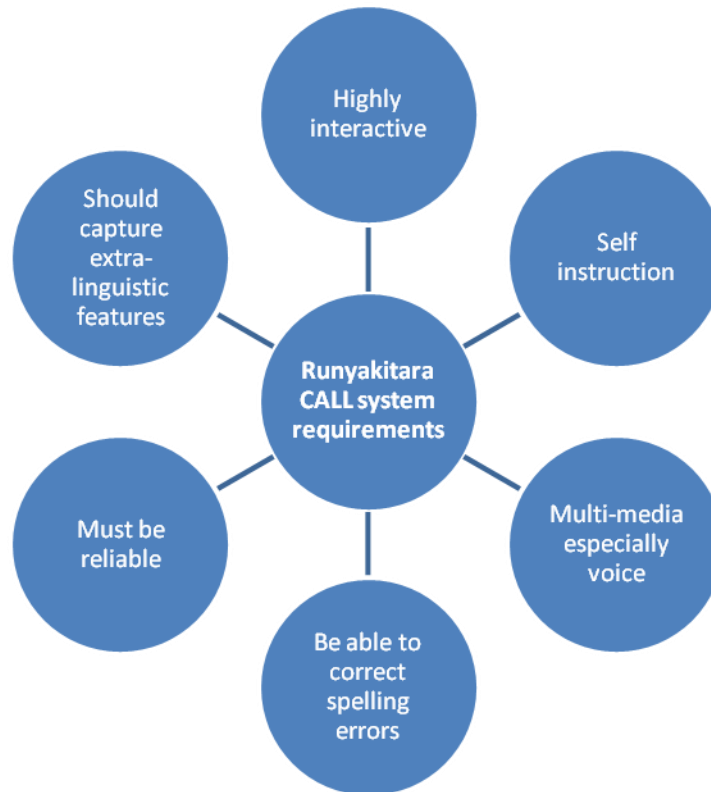 Highly
interactive
Should
capture
extra-
linguistic
features
Self
instruction
Runyakitara
CALL system
requirements
Must be
reliable
Multi-media
especially
voice
Be able to
correct
spelling
errors